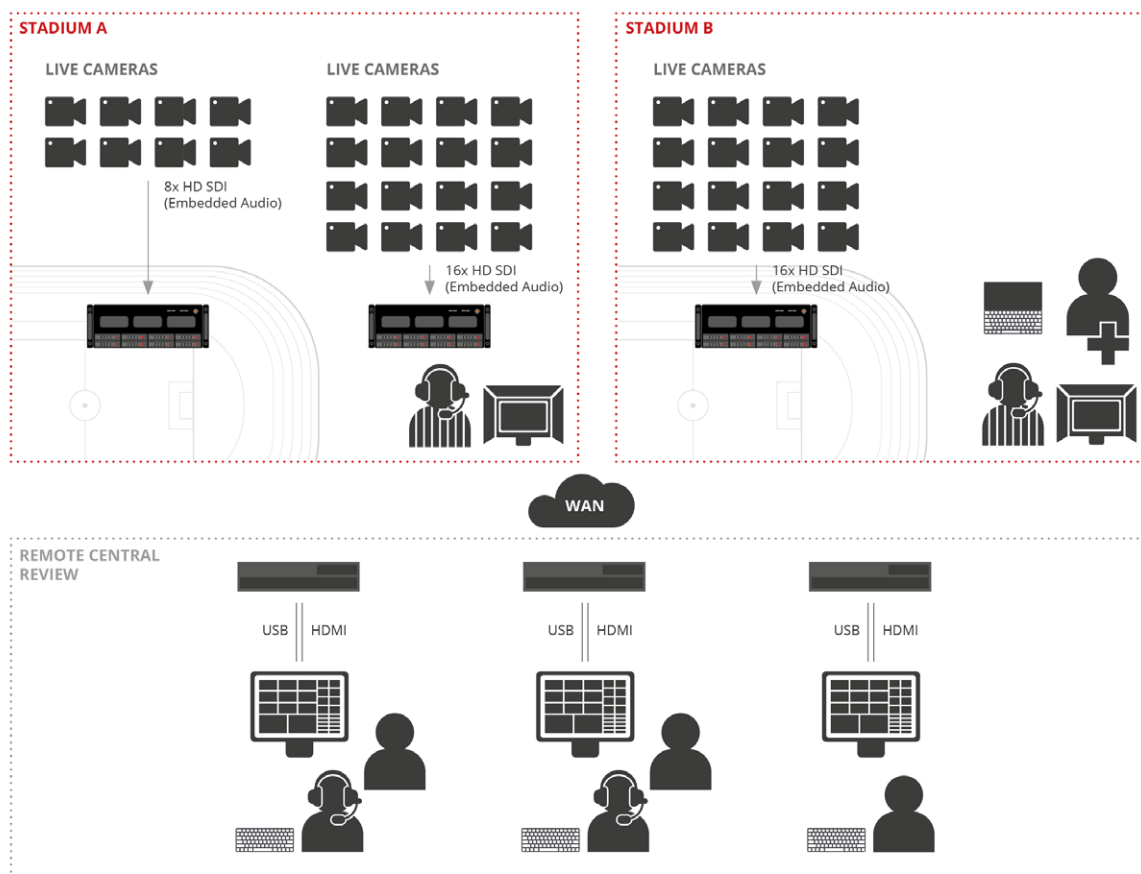 STADIUM A
LIVE CAMERAS
8x HD SDI
(Embedded Audio)
LIVE CAMERAS
16x HD SDI
(Embedded Audio)
STADIUM B
LIVE CAMERAS
16x HD SDI
(Embedded Audio)
WAN
REMOTE CENTRAL
REVIEW
USB HDMI
USB HDMI
USB HDMI